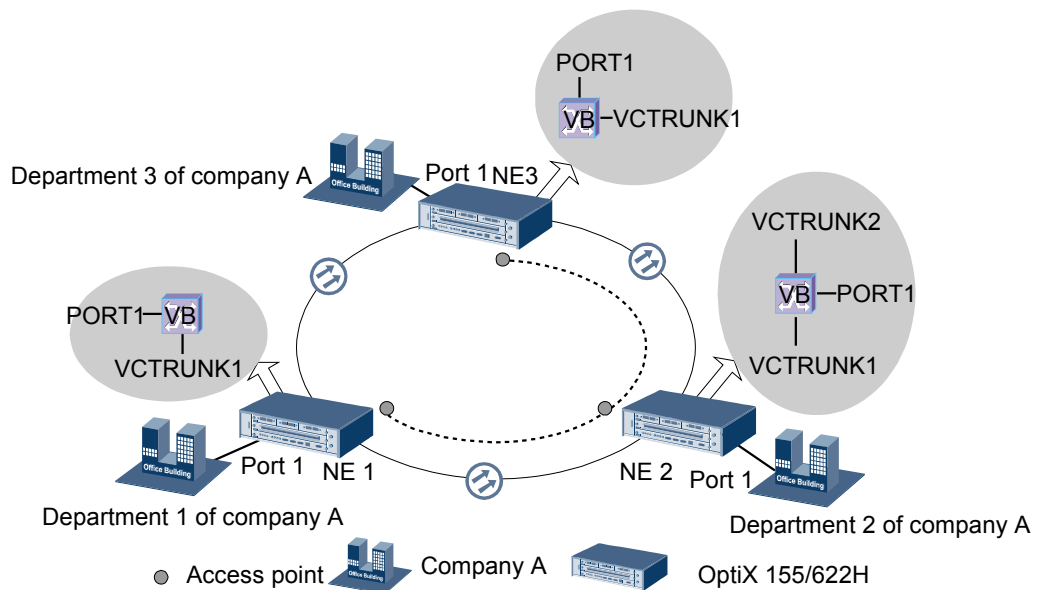 PORT1
VB
VCTRUNK1
Department 3 of company A
Office Building
Port 1
NE3
VCTRUNK2
VB
PORT1
VCTRUNK1
PORT1
VB
VCTRUNK1
Office Building
Port 1
NE 1
Department 1 of company A
NE 2
Port 1
Office Building
Department 2 of company A
Access point
Office Building
Company A
OptiX 155/622H